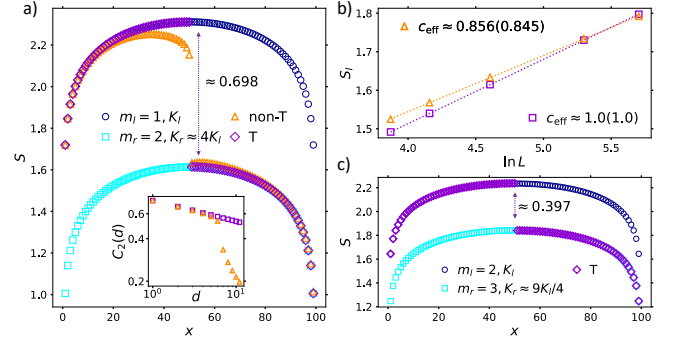 a)
2.2
2.0
1.8
1.6
1.4
1.2
1.0
S
0
20
40
60
80
100
x
≈ 0.698
m_l = 1, K_l
m_r = 2, K_r ≈ 4K_l
non-T
T
C_2(d)
0.6
0.4
0.2
10^0
10^1
d
b)
1.8
1.7
1.6
1.5
S_l
4.0
4.5
5.0
5.5
ln L
c_eff ≈ 0.856(0.845)
c_eff ≈ 1.0(1.0)
c)
2.2
2.0
1.8
1.6
1.4
1.2
S
0
20
40
60
80
100
x
≈ 0.397
m_l = 2, K_l
m_r = 3, K_r ≈ 9K_l/4
T